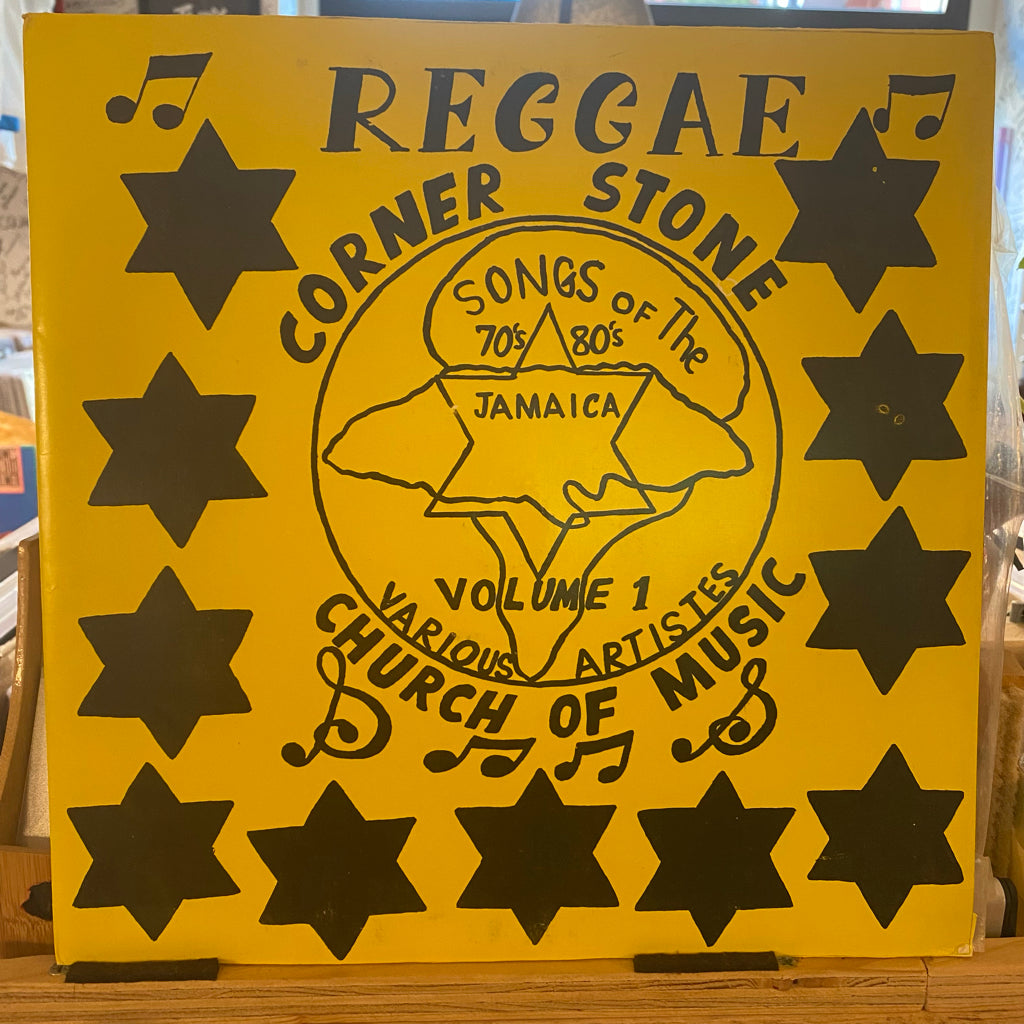 REGGAE
CORNER STONE
SONGS OF The
70's 80's
JAMAICA
VOLUME 1
VARIOUS ARTISTES
CHURCH OF MUSIC